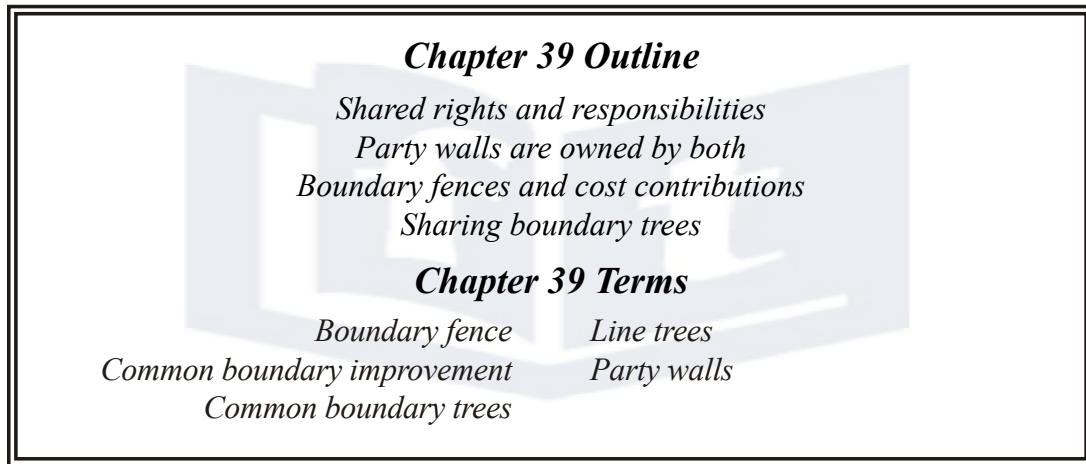 Chapter 39 Outline
Shared rights and responsibilities
Party walls are owned by both
Boundary fences and cost contributions
Sharing boundary trees
Chapter 39 Terms
Boundary fence
Common boundary improvement
Common boundary trees
Line trees
Party walls